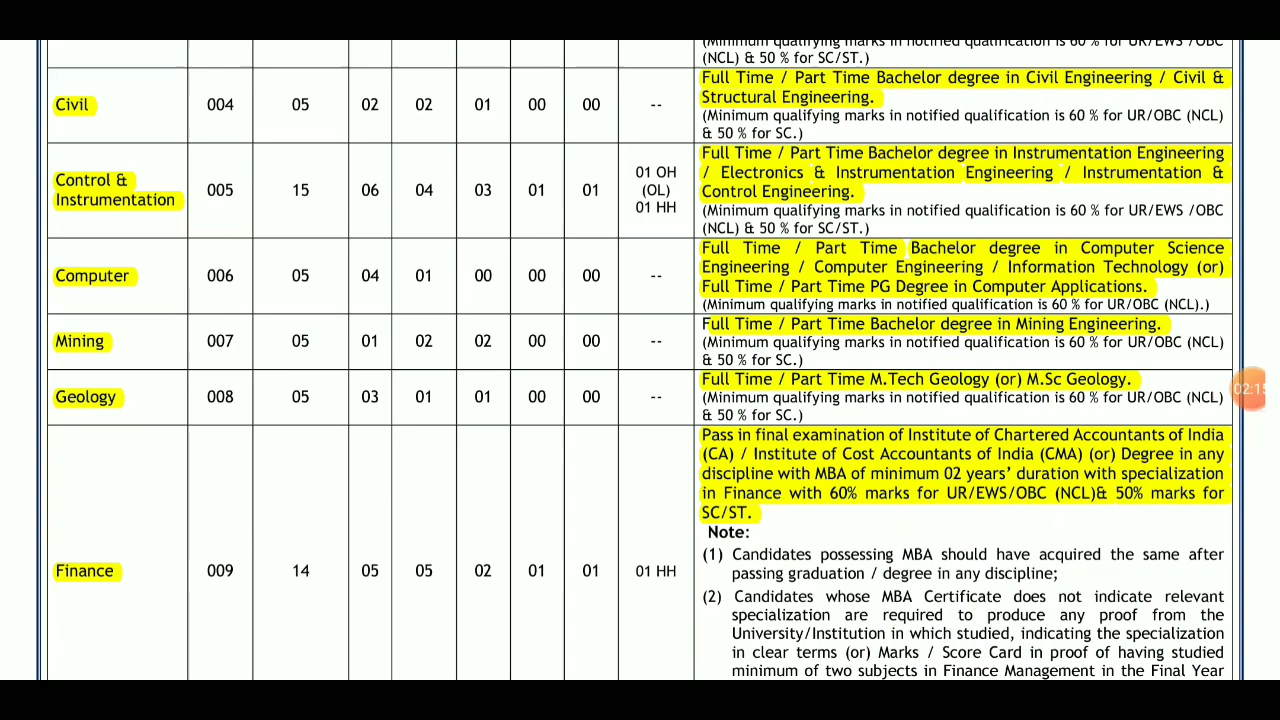 (Minimum qualifying marks in notified qualification is 60 % for UR/EWS /OBC
(NCL) & 50 % for SC/ST.)
Civil 004 05 02 02 01 00 00 --
Full Time / Part Time Bachelor degree in Civil Engineering / Civil &
Structural Engineering.
(Minimum qualifying marks in notified qualification is 60 % for UR/OBC (NCL)
& 50 % for SC.)
Control &
Instrumentation
005 15 06 04 03 01 01
01 OH
(OL)
01 HH
Full Time / Part Time Bachelor degree in Instrumentation Engineering
/ Electronics & Instrumentation Engineering / Instrumentation &
Control Engineering.
(Minimum qualifying marks in notified qualification is 60 % for UR/EWS /OBC
(NCL) & 50 % for SC/ST.)
Computer 006 05 04 01 00 00 00 --
Full Time / Part Time Bachelor degree in Computer Science
Engineering / Computer Engineering / Information Technology (or)
Full Time / Part Time PG Degree in Computer Applications.
(Minimum qualifying marks in notified qualification is 60 % for UR/OBC (NCL).)
Mining 007 05 01 02 02 00 00 --
Full Time / Part Time Bachelor degree in Mining Engineering.
(Minimum qualifying marks in notified qualification is 60 % for UR/OBC (NCL)
& 50 % for SC.)
Geology 008 05 03 01 01 00 00 --
Full Time / Part Time M.Tech Geology (or) M.Sc Geology.
(Minimum qualifying marks in notified qualification is 60 % for UR/OBC (NCL)
& 50 % for SC.)
Finance 009 14 05 05 02 01 01 01 HH
Pass in final examination of Institute of Chartered Accountants of India
(CA) / Institute of Cost Accountants of India (CMA) (or) Degree in any
discipline with MBA of minimum 02 years' duration with specialization
in Finance with 60% marks for UR/EWS/OBC (NCL)& 50% marks for
SC/ST.
Note:
(1) Candidates possessing MBA should have acquired the same after
passing graduation / degree in any discipline;
(2) Candidates whose MBA Certificate does not indicate relevant
specialization are required to produce any proof from the
University/Institution in which studied, indicating the specialization
in clear terms (or) Marks / Score Card in proof of having studied
minimum of two subjects in Finance Management in the Final Year
02:15